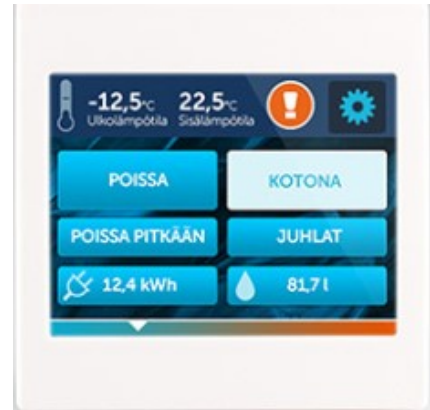 -12,5°C 22,5°C
Ulkolämpötila Sisälämpötila
POISSA KOTONA
POISSA PITKÄÄN JUHLAT
12,4 kWh 81,7 l